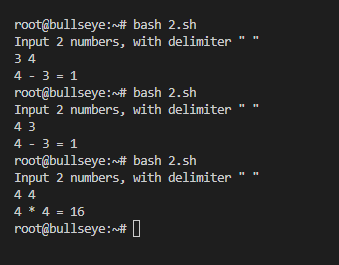 root@bullseye:~# bash 2.sh
Input 2 numbers, with delimiter " "
3 4
4 - 3 = 1
root@bullseye:~# bash 2.sh
Input 2 numbers, with delimiter " "
4 3
4 - 3 = 1
root@bullseye:~# bash 2.sh
Input 2 numbers, with delimiter " "
4 4
4 * 4 = 16
root@bullseye:~#